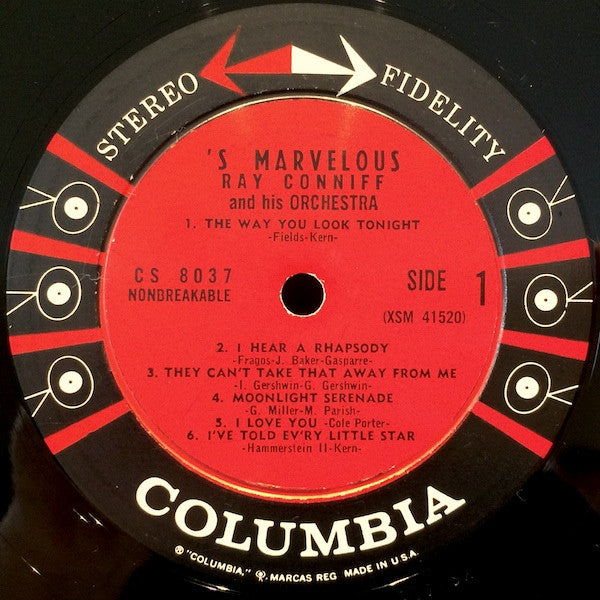 STEREO FIDELITY
'S MARVELOUS
RAY CONNIFF
and his ORCHESTRA
1. THE WAY YOU LOOK TONIGHT
-Fields-Kern-
CS 8037
NONBREAKABLE
SIDE 1
(XSM 41520)
2. I HEAR A RHAPSODY
-Fragos-J. Baker-Gasparre-
3. THEY CAN'T TAKE THAT AWAY FROM ME
-I. Gershwin-G. Gershwin-
4. MOONLIGHT SERENADE
-G. Miller-M. Parish-
5. I LOVE YOU -Cole Porter-
6. I'VE TOLD EV'RY LITTLE STAR
-Hammerstein II-Kern-
COLUMBIA
® "COLUMBIA," ® MARCAS REG MADE IN U.S.A.